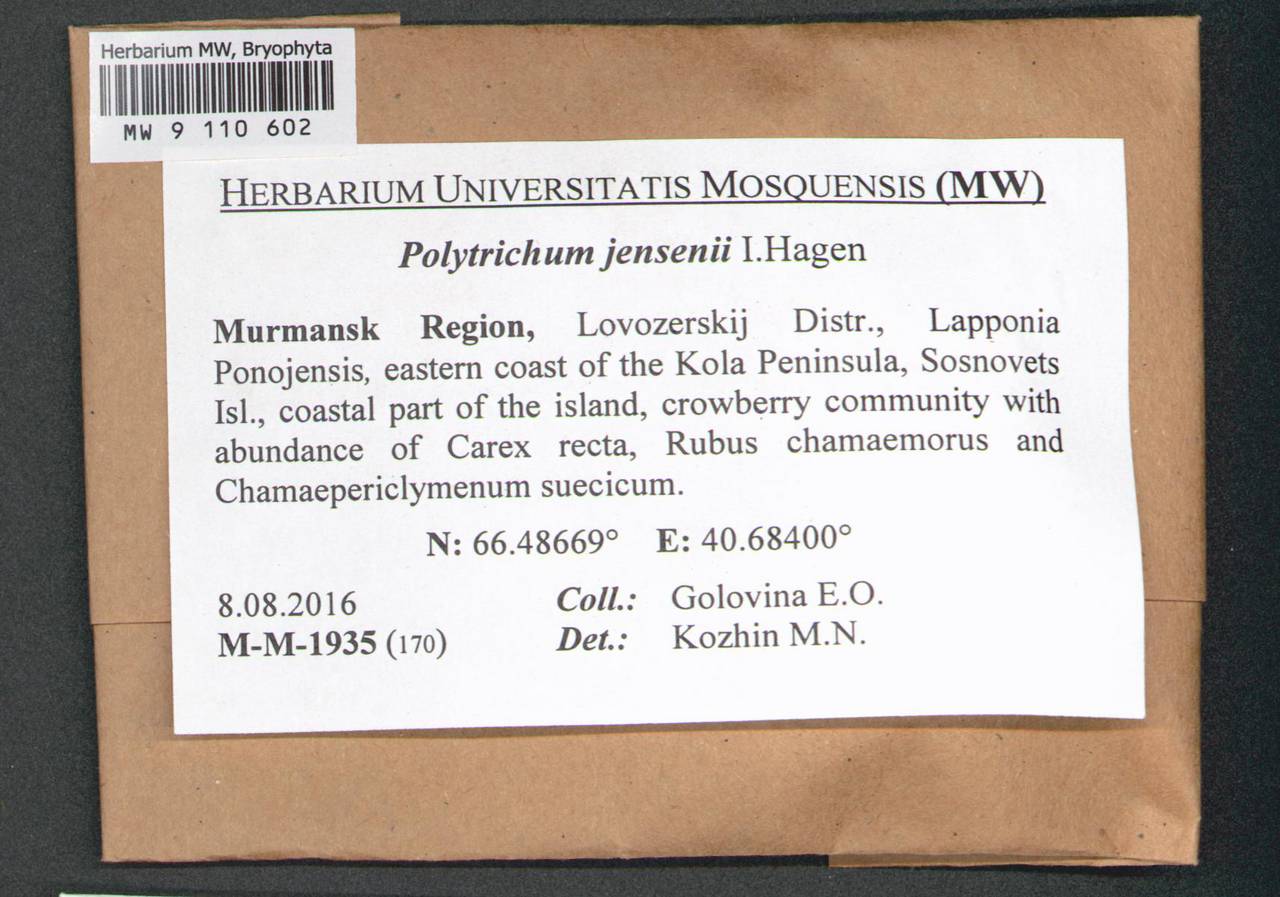 Herbarium MW, Bryophyta
MW 9 110 602
HERBARIUM UNIVERSITATIS MOSQUENSIS (MW)
Polytrichum jensenii I.Hagen
Murmansk Region, Lovozerskij Distr., Lapponia
Ponojensis, eastern coast of the Kola Peninsula, Sosnovets
Isl., coastal part of the island, crowberry community with
abundance of Carex recta, Rubus chamaemorus and
Chamaepericlymenum suecicum.
N: 66.48669° E: 40.68400°
8.08.2016 Coll.: Golovina E.O.
M-M-1935 (170) Det.: Kozhin M.N.